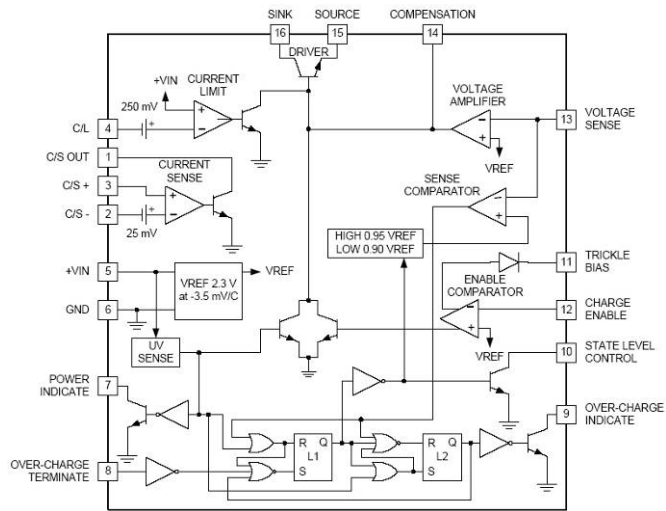 SINK SOURCE COMPENSATION
16 15 14
DRIVER
+VIN
CURRENT
LIMIT
250 mV
+
+
−
C/L 4
VOLTAGE
AMPLIFIER
−
+
13 VOLTAGE
SENSE
VREF
C/S OUT 1
C/S + 3
C/S - 2
CURRENT
SENSE
+
−
+
25 mV
SENSE
COMPARATOR
−
+
HIGH 0.95 VREF
LOW 0.90 VREF
11 TRICKLE
BIAS
+VIN 5
GND 6
VREF 2.3 V
at -3.5 mV/C
VREF
ENABLE
COMPARATOR
−
+
12 CHARGE
ENABLE
VREF
UV
SENSE
10 STATE LEVEL
CONTROL
POWER
INDICATE
7
9 OVER-CHARGE
INDICATE
R Q
L1
S
R Q
L2
S
OVER-CHARGE
TERMINATE
8